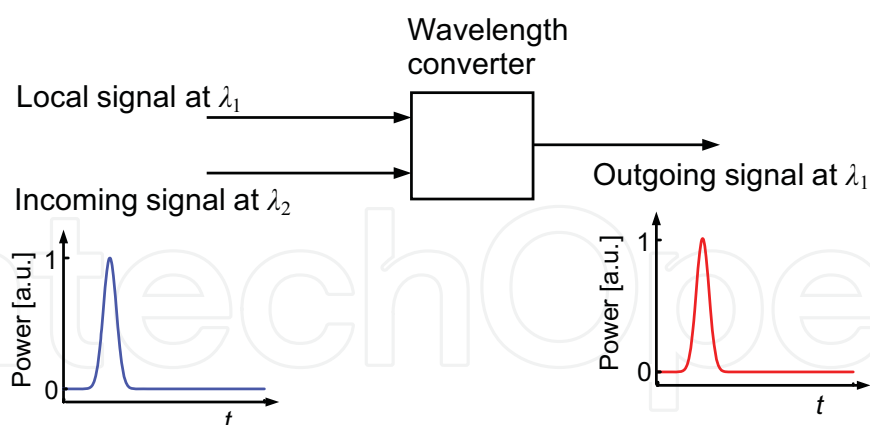 Wavelength
converter
Local signal at λ1
Incoming signal at λ2
Outgoing signal at λ1
Power [a.u.]
1
0
t
Power [a.u.]
1
0
t
ntechOpe